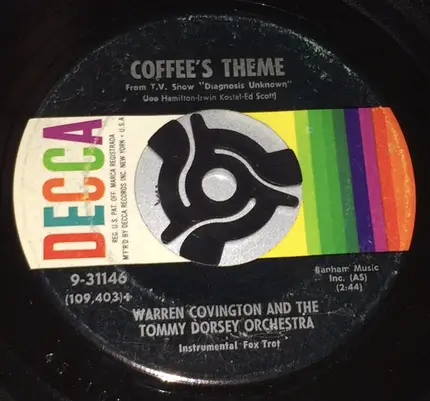 COFFEE'S THEME
From T.V. Show "Diagnosis Unknown"
(Joe Hamilton-Irwin Kostel-Ed Scott)
DECCA
REG. U.S. PAT. OFF. MARCA REGISTRADA
MF'R'D BY DECCA RECORDS INC. NEW YORK • U.S.A.
9-31146
(109,403)+
Banham Music
Inc. (AS)
(2:44)
WARREN COVINGTON AND THE
TOMMY DORSEY ORCHESTRA
Instrumental Fox Trot